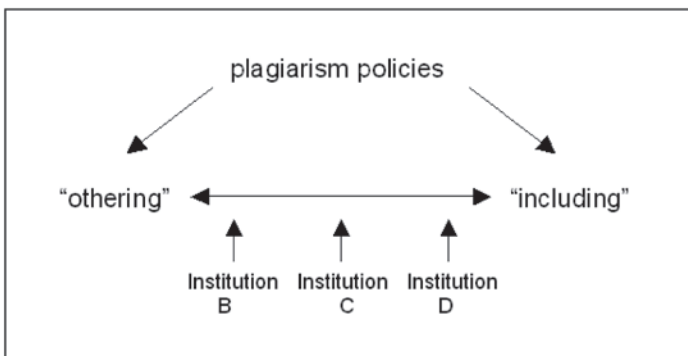 plagiarism policies
“othering” “including”
Institution Institution Institution
B C D